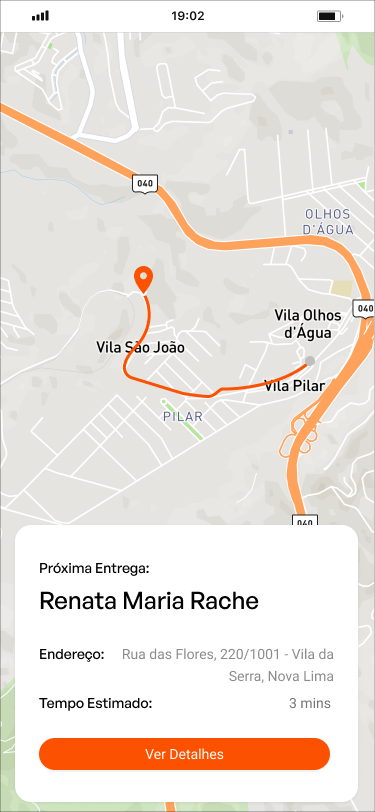 19:02
040
OLHOS
D'ÁGUA
040
Vila Olhos
d'Água
Vila São João
Vila Pilar
PILAR
040
Próxima Entrega:
Renata Maria Rache
Endereço: Rua das Flores, 220/1001 - Vila da
Serra, Nova Lima
Tempo Estimado: 3 mins
Ver Detalhes